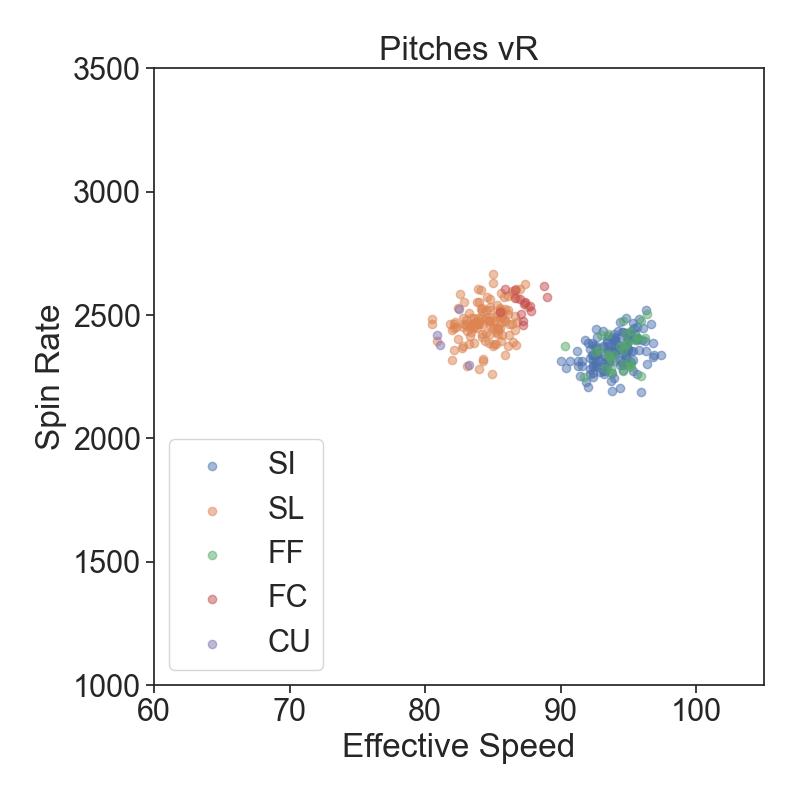 Pitches vR
3500
3000
2500
2000
1500
1000
Spin Rate
SI
SL
FF
FC
CU
60 70 80 90 100
Effective Speed